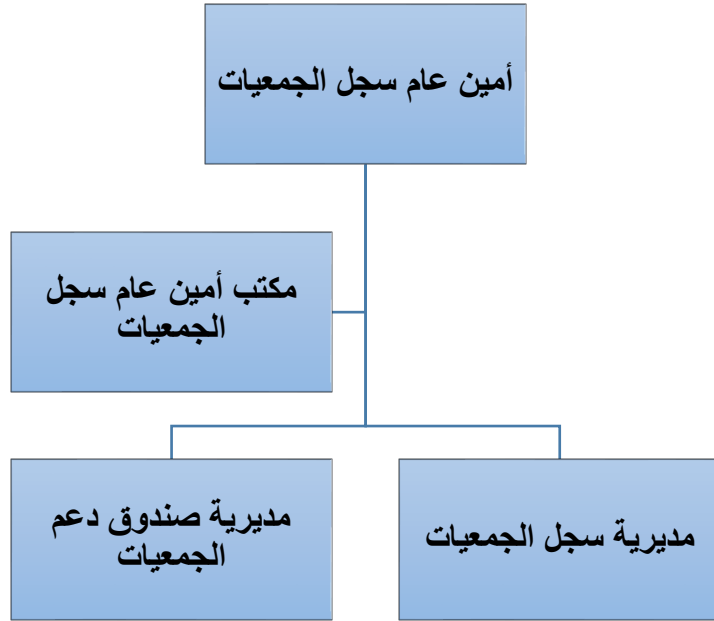 أمين عام سجل الجمعيات
مكتب أمين عام سجل
الجمعيات
مديرية سجل الجمعيات
مديرية صندوق دعم
الجمعيات